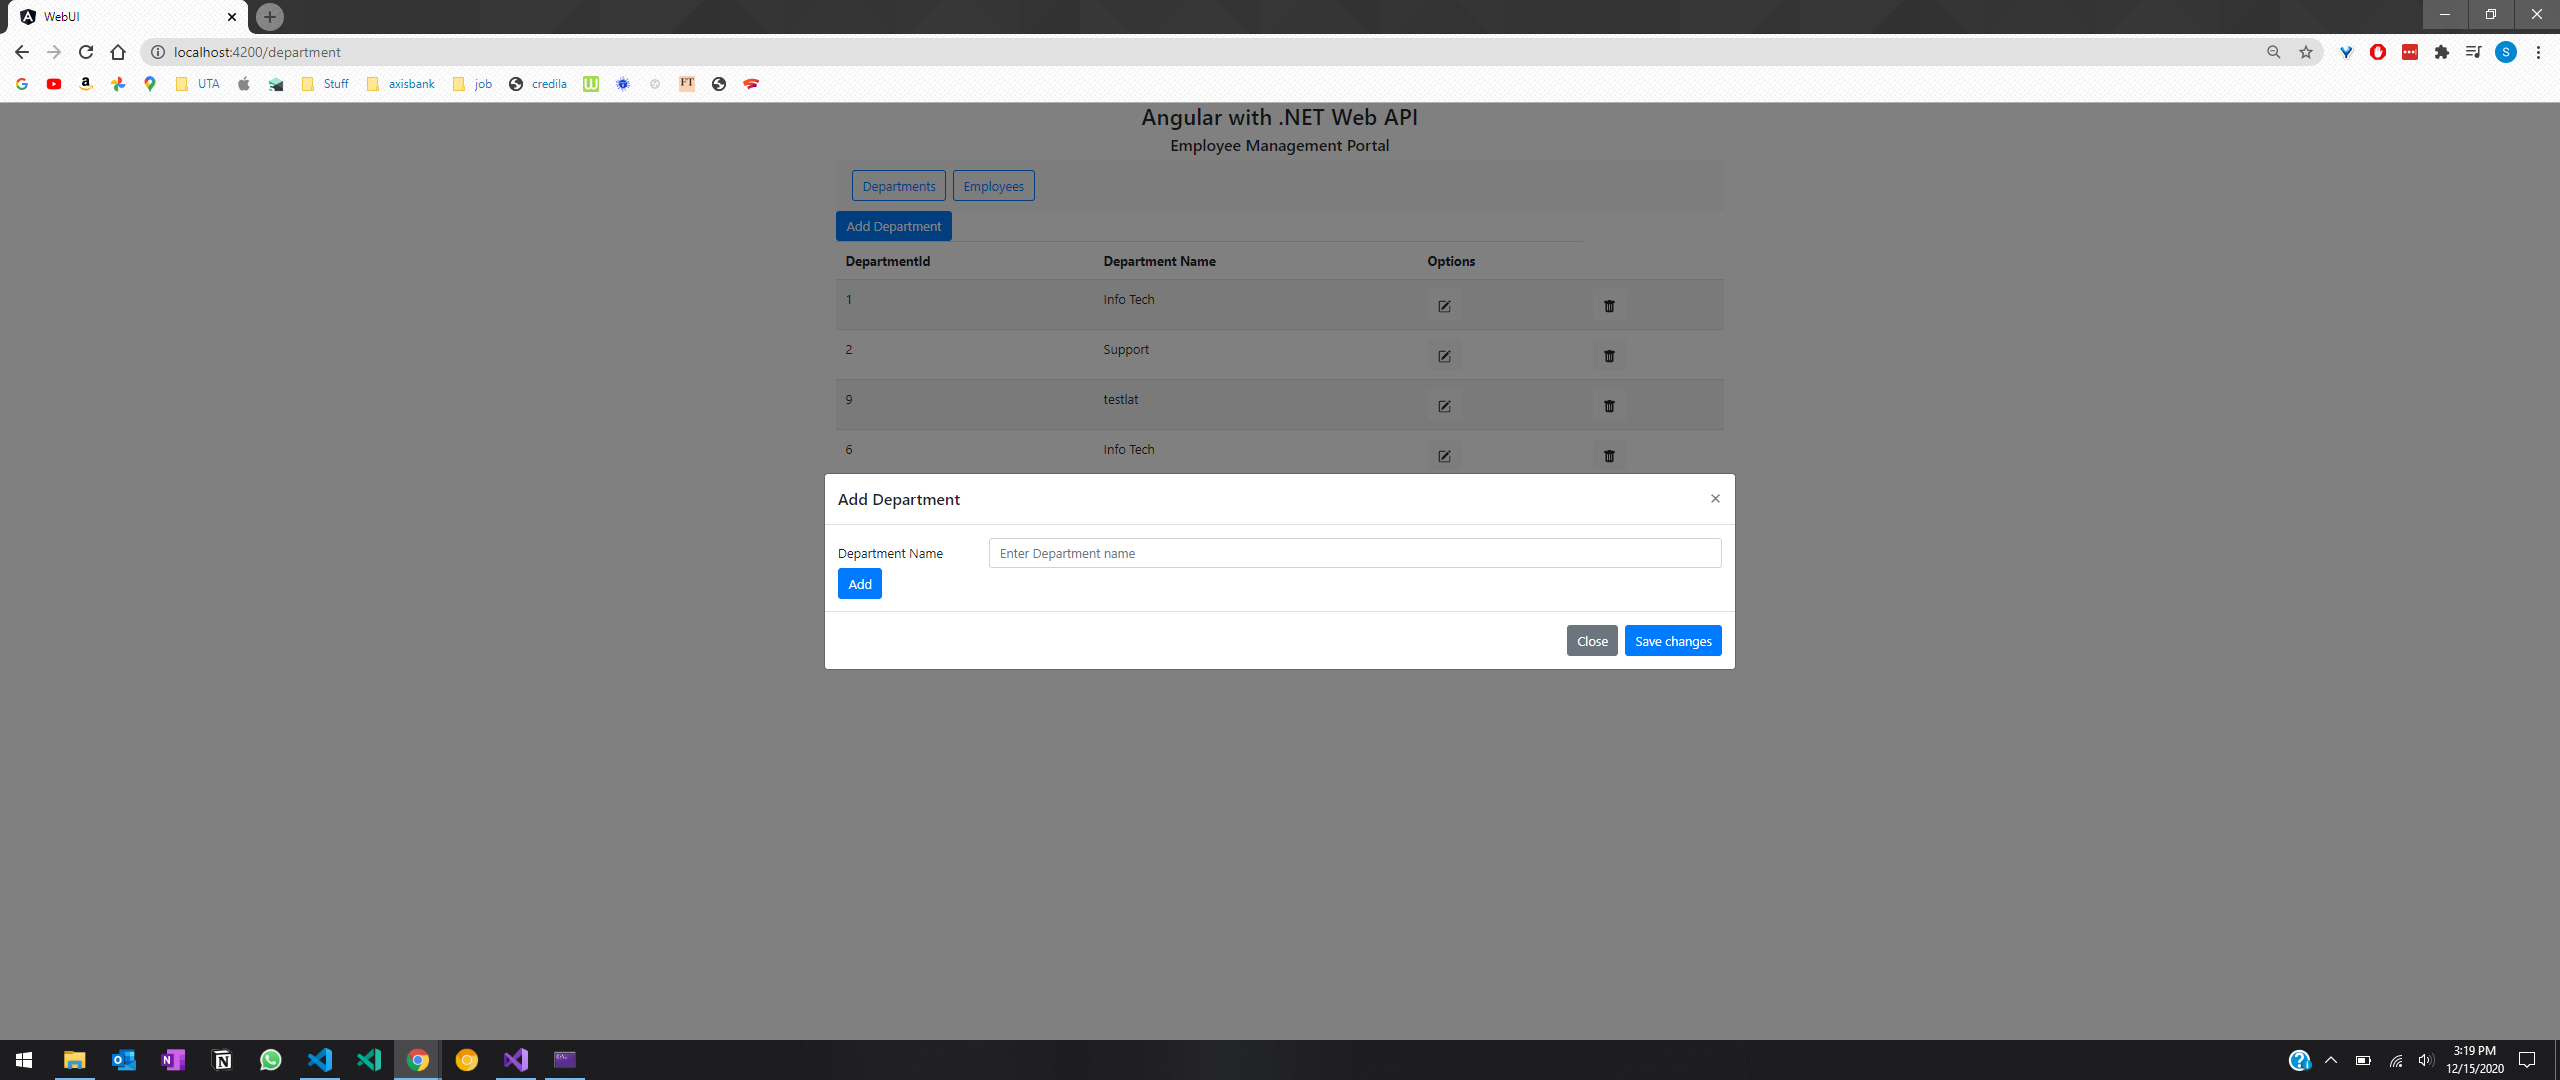 WebUI
localhost:4200/department
S
UTA Stuff axisbank job credila FT
Angular with .NET Web API
Employee Management Portal
Departments Employees
Add Department
DepartmentId Department Name Options
1 Info Tech
2 Support
9 testlat
6 Info Tech
Add Department
Department Name Enter Department name
Add
Close Save changes
3:19 PM
12/15/2020